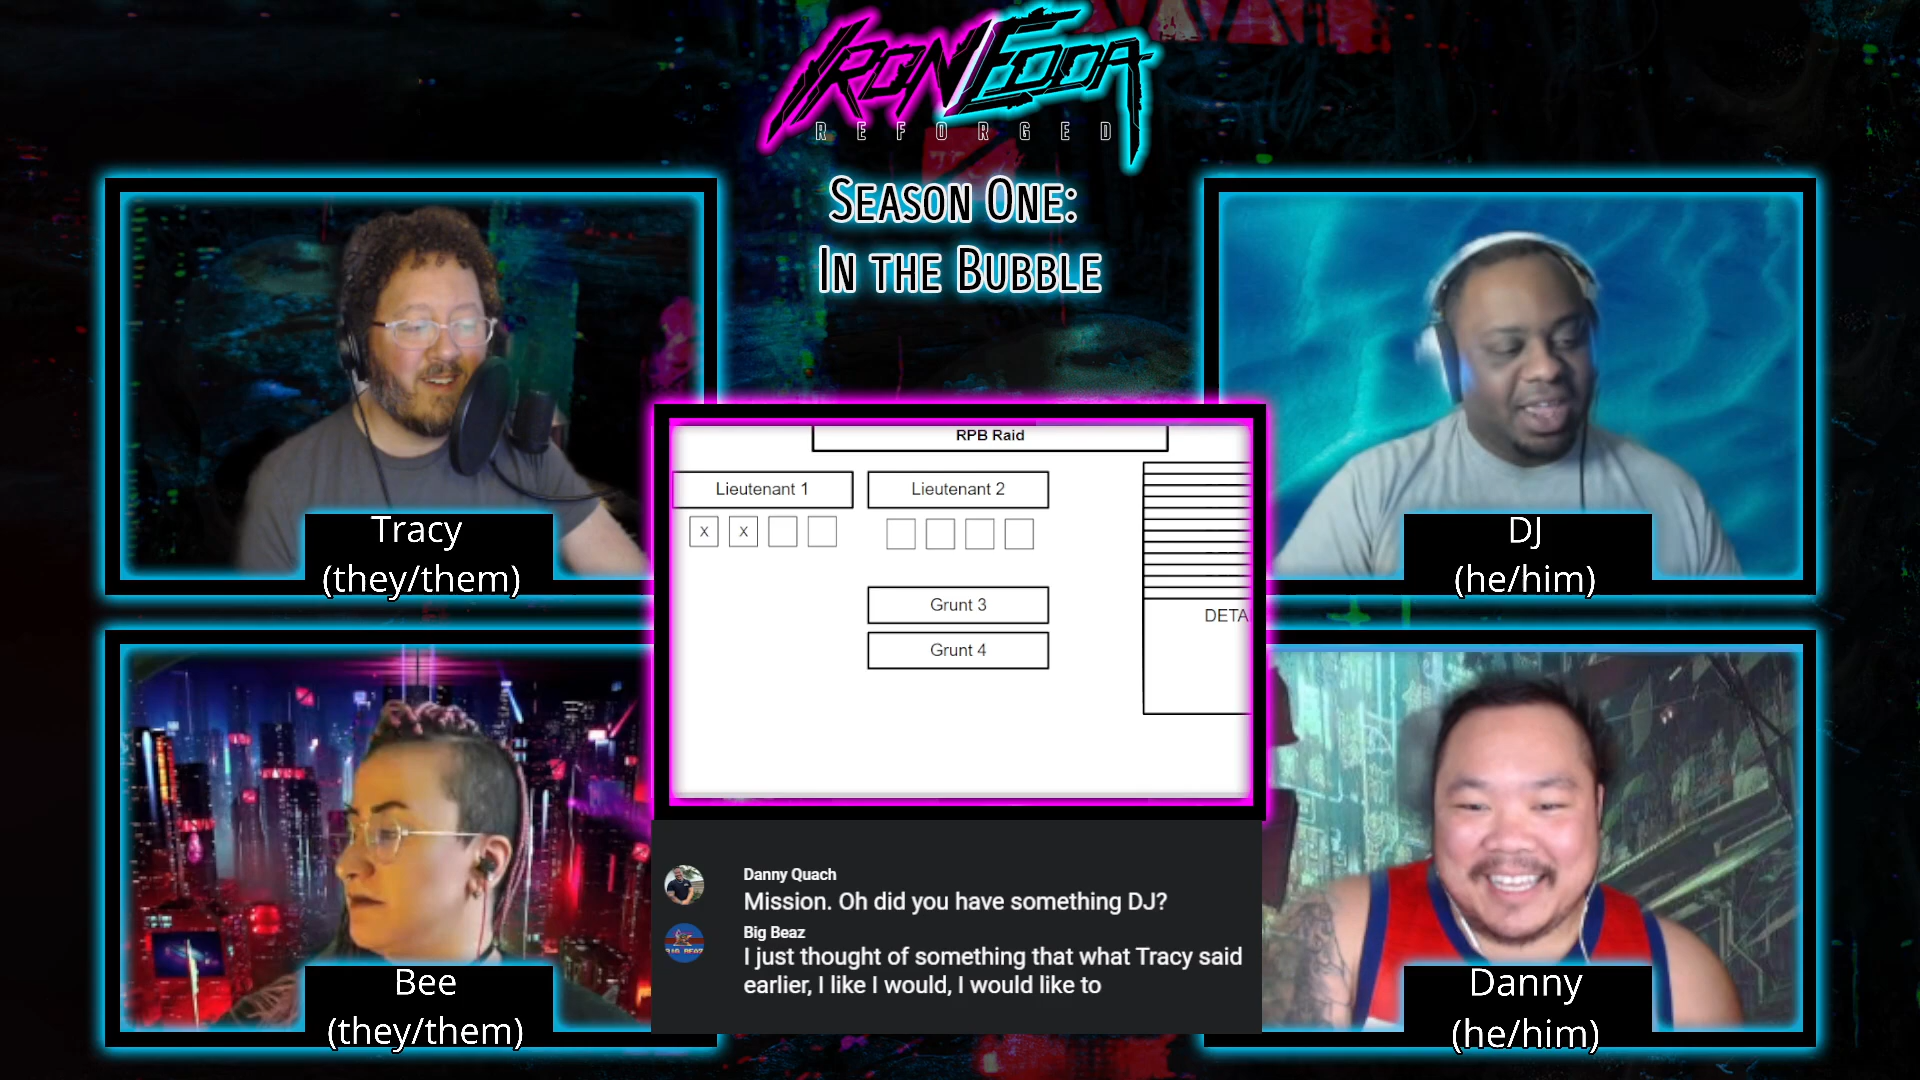 IRON EDDA
REFORGED
SEASON ONE:
IN THE BUBBLE
Tracy
(they/them)
DJ
(he/him)
RPB Raid
Lieutenant 1
Lieutenant 2
X X
Grunt 3
Grunt 4
DETA
Bee
(they/them)
Danny
(he/him)
Danny Quach
Mission. Oh did you have something DJ?
Big Beaz
I just thought of something that what Tracy said
earlier, I like I would, I would like to